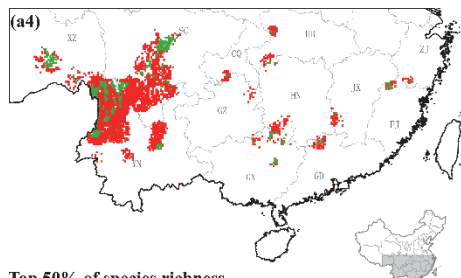 (a4)
XZ
SC
HB
ZJ
CQ
GZ
HN
JX
FJ
YN
GX
GD
Top 50% of species richness